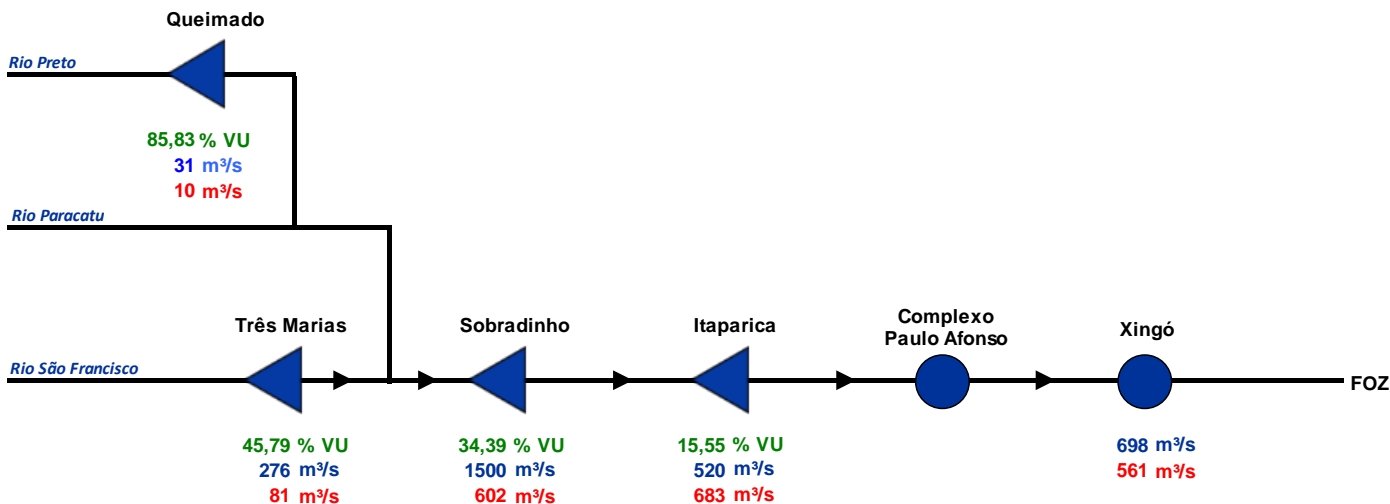 Queimado
Rio Preto
85,83 % VU
31 m³/s
10 m³/s
Rio Paracatu
Três Marias
Sobradinho
Itaparica
Complexo
Paulo Afonso
Xingó
Rio São Francisco
FOZ
45,79 % VU
276 m³/s
81 m³/s
34,39 % VU
1500 m³/s
602 m³/s
15,55 % VU
520 m³/s
683 m³/s
698 m³/s
561 m³/s